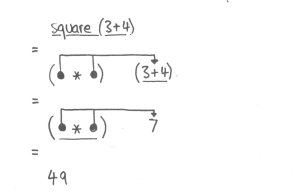 square (3+4)
=
(● * ●) (3+4)
=
(● * ●) 7
=
49